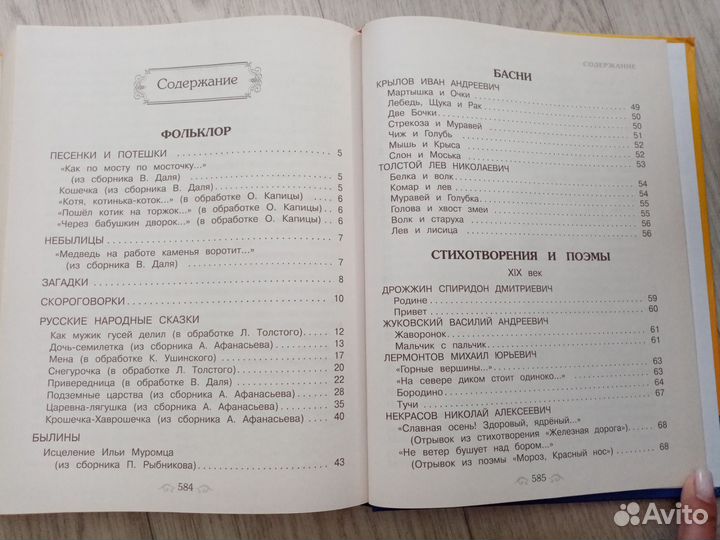 Содержание
ФОЛЬКЛОР
ПЕСЕНКИ И ПОТЕШКИ 5
«Как по мосту по мосточку...»
(из сборника В. Даля) 5
Кошечка (из сборника В. Даля) 5
«Котя, котинька-коток...» (в обработке О. Капицы) 6
«Пошёл котик на торжок...» (в обработке О. Капицы) 6
«Через бабушкин дворок...» (в обработке О. Капицы) 6
НЕБЫЛИЦЫ 7
«Медведь на работе каменья воротит...»
(из сборника В. Даля) 7
ЗАГАДКИ 8
СКОРОГОВОРКИ 10
РУССКИЕ НАРОДНЫЕ СКАЗКИ
Как мужик гусей делил (в обработке Л. Толстого) 12
Дочь-семилетка (из сборника А. Афанасьева) 13
Мена (в обработке К. Ушинского) 17
Снегурочка (в обработке Л. Толстого) 20
Привередница (в обработке В. Даля) 22
Подземные царства (из сборника А. Афанасьева) 28
Царевна-лягушка (из сборника А. Афанасьева) 35
Крошечка-Хаврошечка (из сборника А. Афанасьева) 40
БЫЛИНЫ
Исцеление Ильи Муромца
(из сборника П. Рыбникова) 43
584
СОДЕРЖАНИЕ
БАСНИ
КРЫЛОВ ИВАН АНДРЕЕВИЧ
Мартышка и Очки 49
Лебедь, Щука и Рак 50
Две Бочки 50
Стрекоза и Муравей 51
Чиж и Голубь 52
Мышь и Крыса 52
Слон и Моська 53
ТОЛСТОЙ ЛЕВ НИКОЛАЕВИЧ
Белка и волк 54
Комар и лев 54
Муравей и Голубка 55
Голова и хвост змеи 55
Волк и старуха 56
Лев и лисица 56
СТИХОТВОРЕНИЯ И ПОЭМЫ
XIX век
ДРОЖЖИН СПИРИДОН ДМИТРИЕВИЧ
Родине 59
Привет 60
ЖУКОВСКИЙ ВАСИЛИЙ АНДРЕЕВИЧ
Жаворонок 61
Мальчик с пальчик 61
ЛЕРМОНТОВ МИХАИЛ ЮРЬЕВИЧ
«Горные вершины...» 63
«На севере диком стоит одиноко...» 63
Бородино 64
Тучи 67
НЕКРАСОВ НИКОЛАЙ АЛЕКСЕЕВИЧ
«Славная осень! Здоровый, ядрёный...»
(Отрывок из стихотворения «Железная дорога») 68
«Не ветер бушует над бором...»
(Отрывок из поэмы «Мороз, Красный нос») 68
585
Avito